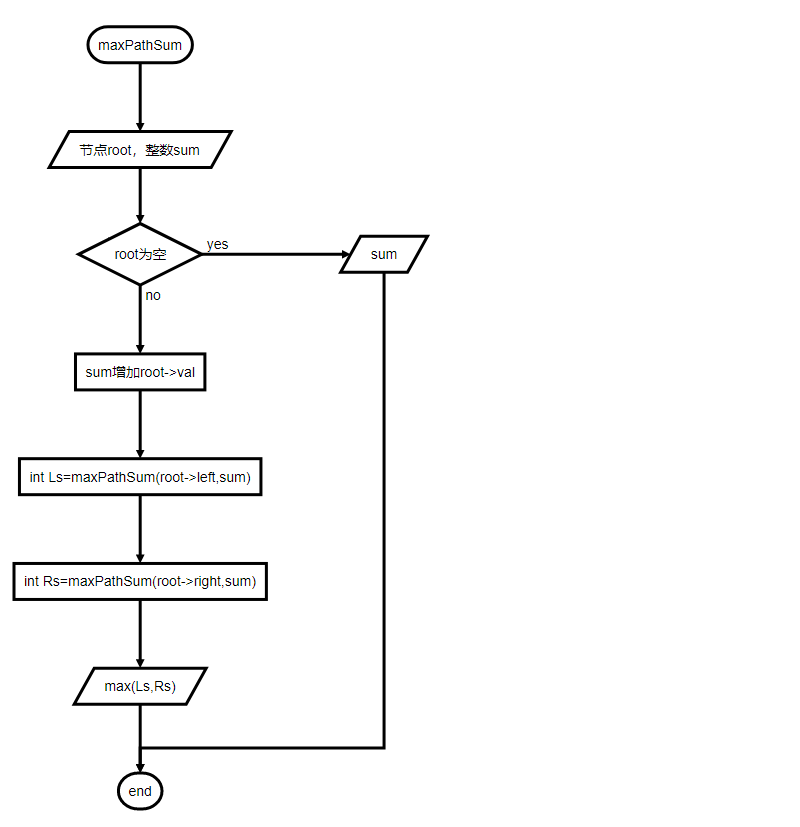 maxPathSum
节点root，整数sum
root为空
yes
sum
no
sum增加root->val
int Ls=maxPathSum(root->left,sum)
int Rs=maxPathSum(root->right,sum)
max(Ls,Rs)
end